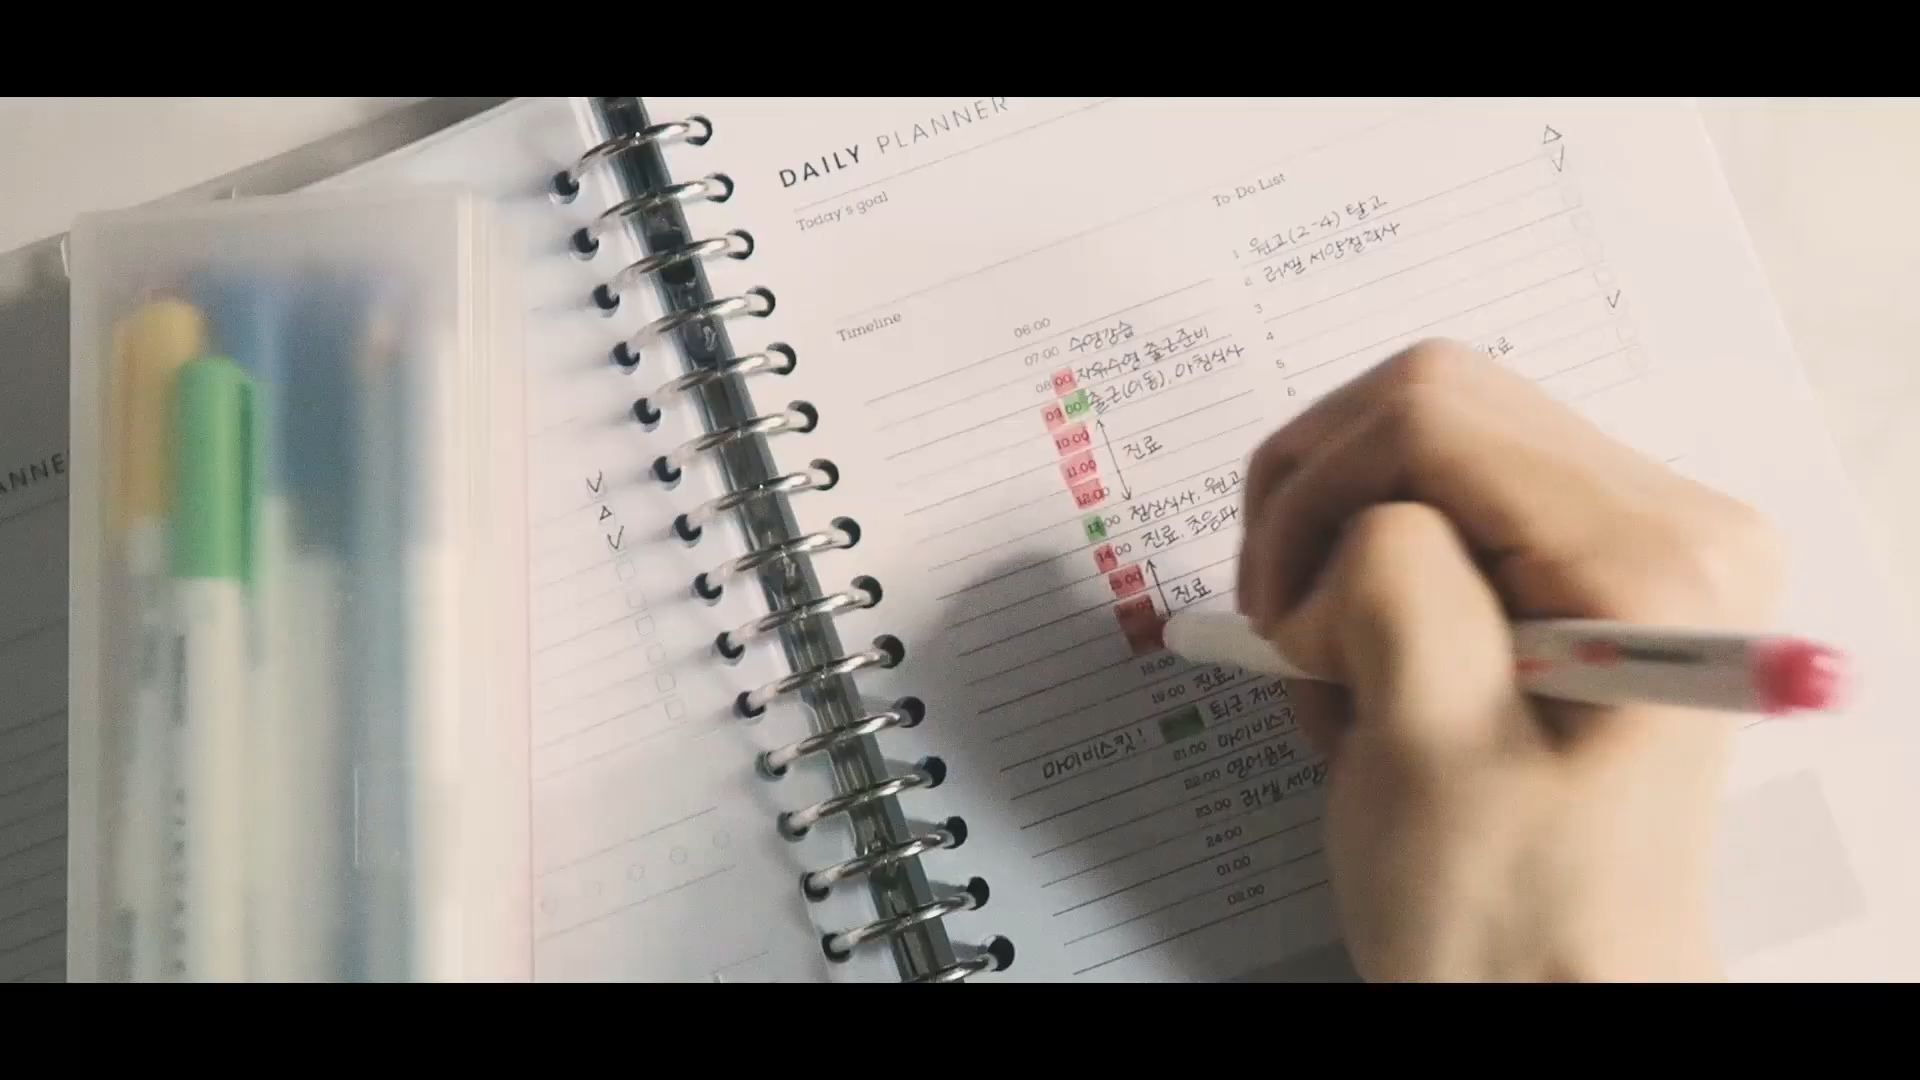 DAILY PLANNER
Today's goal
To Do List
1 원고(2-4) 탈고
2 러셀 서양철학사
3
4
5
6
Timeline
06:00
07:00 수영강습
08:00 자유수영 출근준비
09:00 출근(이동), 아침식사
10:00
11:00 진료
12:00
13:00 점심식사, 원고
14:00 진료, 초음파
15:00
진료
18:00
19:00 진료,
퇴근 저녁
아이비스킷:
21:00 아이비스킷
22:00 영어공부
23:00 러셀 서양
24:00
01:00
02:00